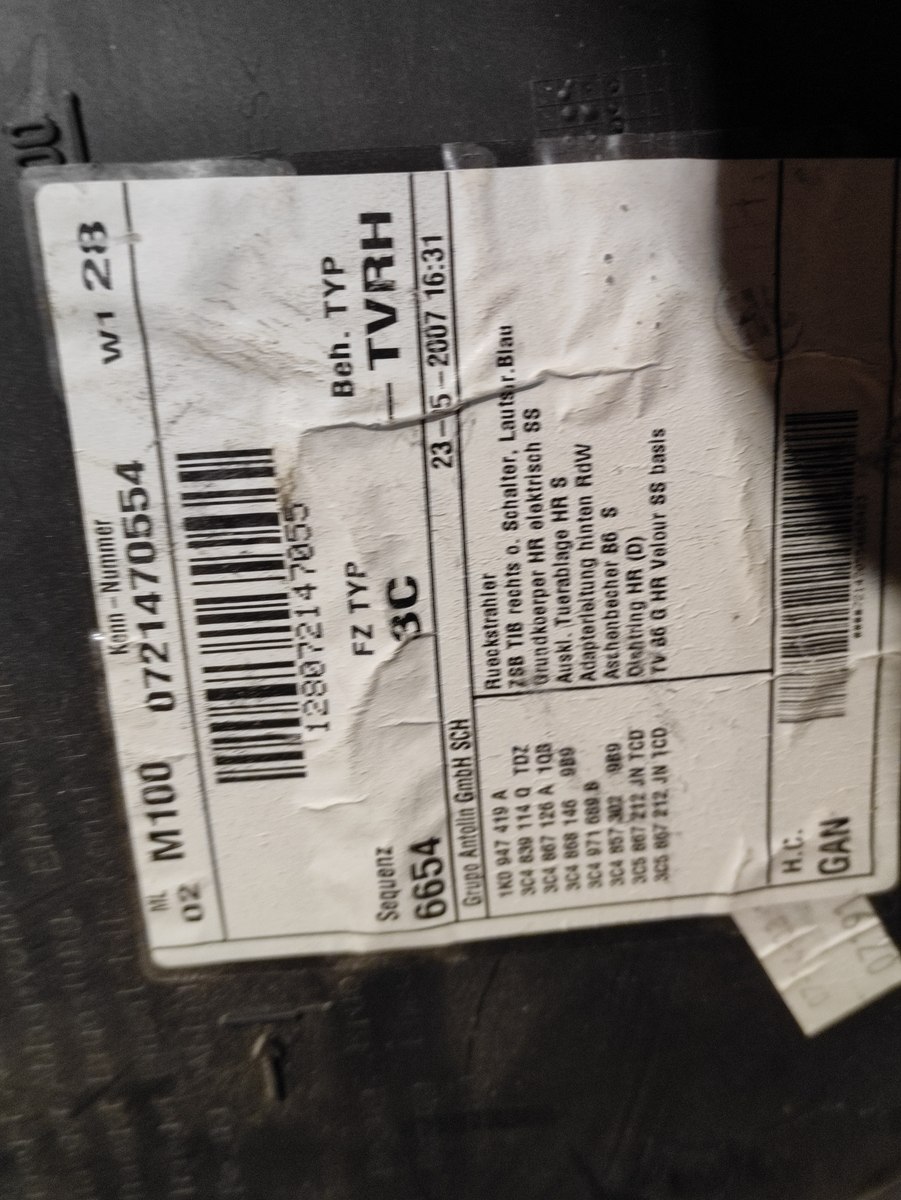 ML Kenn-Nummer
02 M100 0721470554 W1 28
128072147055
FZ TYP Beh. TYP
3C — TVRH
Sequenz
6654 23-5-2007 16:31
Grupo Antolin GmbH SCH
1K0 947 419 A Rueckstrahler
3C4 839 114 Q TDZ ZSB TIB rechts o. Schalter, Lautstr.Blau
3C4 867 126 A 1QB Grundkoerper HR elektrisch SS
3C4 868 146 9B9 Auskl. Tuerablage HR S
3C4 971 689 B Adapterleitung hinten RdW
3C4 857 302 9B9 Aschenbecher B6 S
3C5 867 212 JN TCD Dichtring HR (D)
3C5 867 212 JN TCD TV B6 G HR Velour SS basis
H.C.
GAN